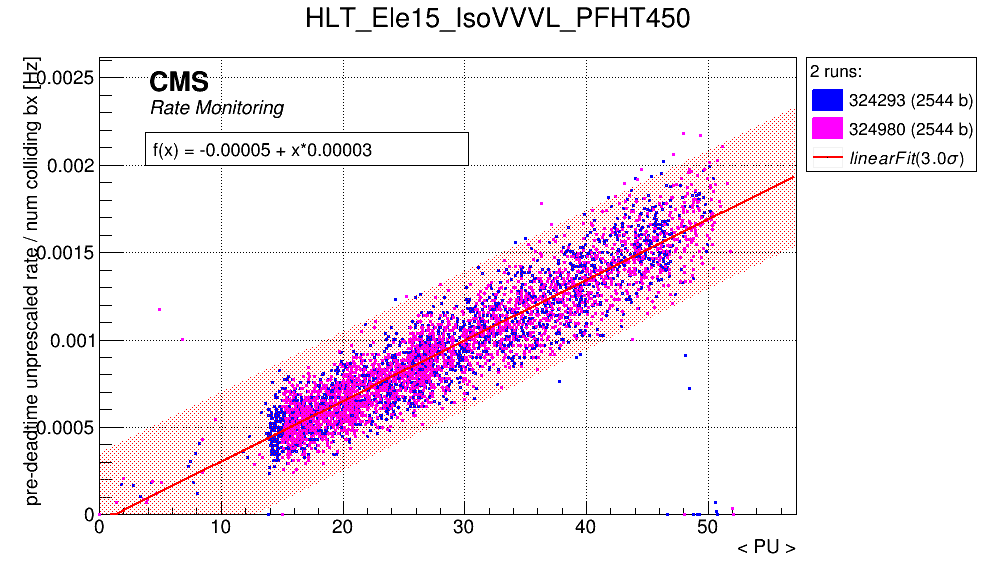 HLT_Ele15_IsoVVVL_PFHT450
pre-deadtime unprescaled rate / num colliding bx [Hz]
0.0025
0.002
0.0015
0.001
0.0005
0
CMS
Rate Monitoring
f(x) = -0.00005 + x*0.00003
0 10 20 30 40 50
< PU >
2 runs:
324293 (2544 b)
324980 (2544 b)
linearFit(3.0σ)